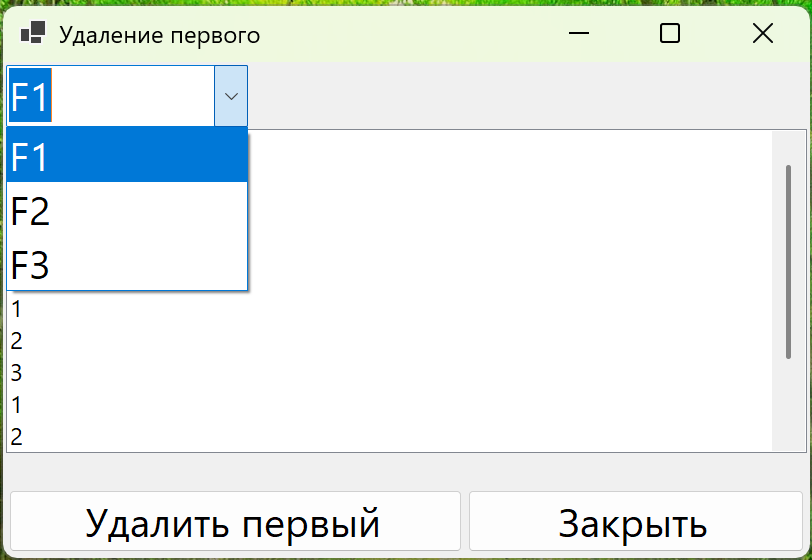 Удаление первого
F1
F1
F2
F3
1
2
3
1
2
Удалить первый
Закрыть